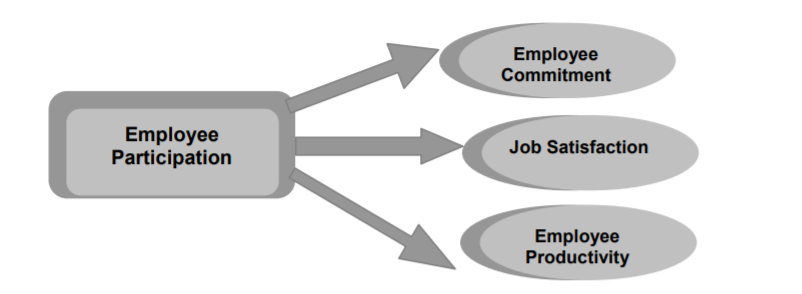 Employee
Participation
Employee
Commitment
Job Satisfaction
Employee
Productivity